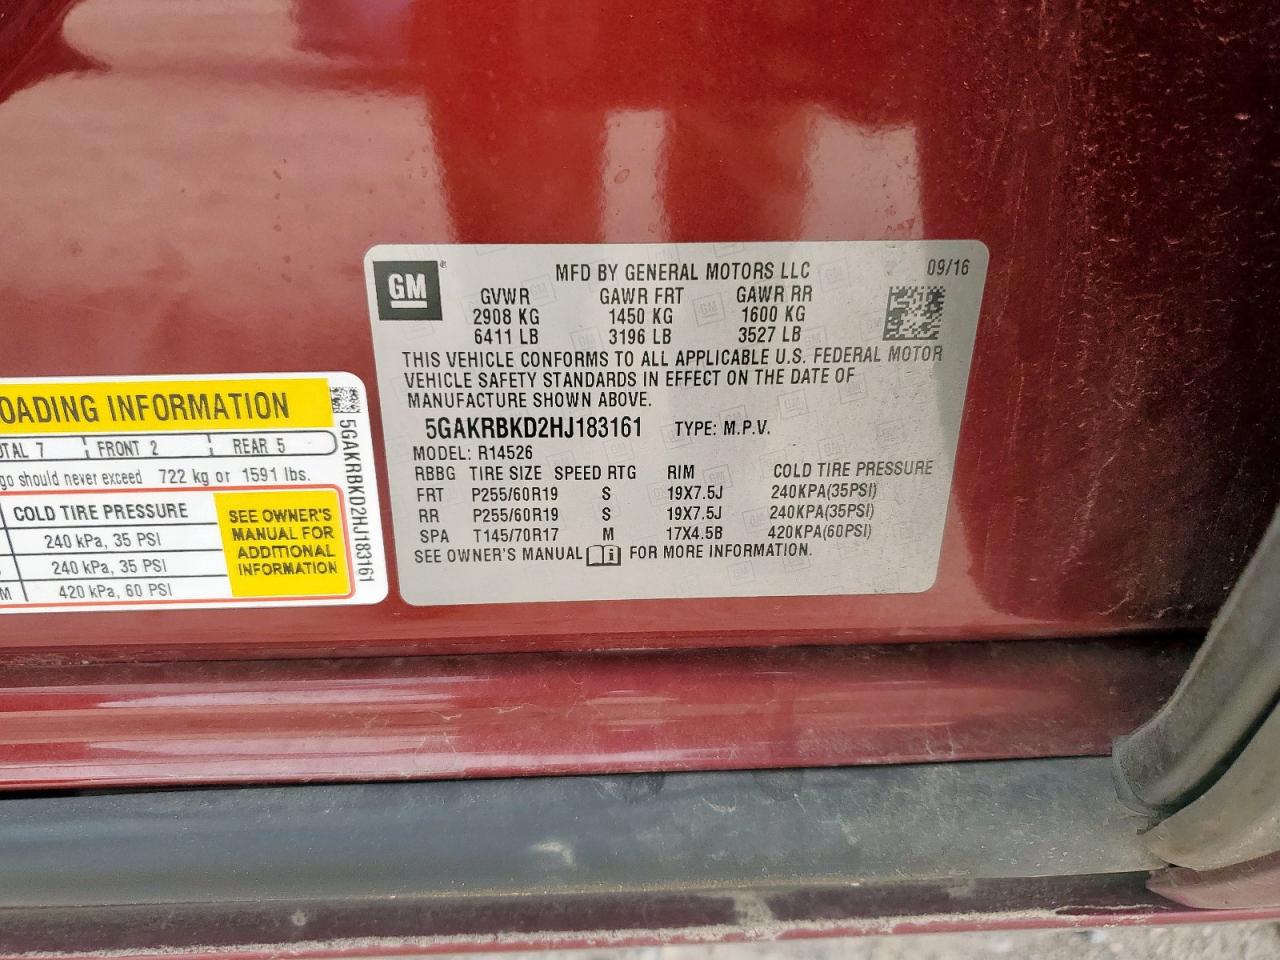 GM
MFD BY GENERAL MOTORS LLC 09/16
GVWR GAWR FRT GAWR RR
2908 KG 1450 KG 1600 KG
6411 LB 3196 LB 3527 LB
THIS VEHICLE CONFORMS TO ALL APPLICABLE U.S. FEDERAL MOTOR
VEHICLE SAFETY STANDARDS IN EFFECT ON THE DATE OF
MANUFACTURE SHOWN ABOVE.
5GAKRBKD2HJ183161 TYPE: M.P.V.
MODEL: R14526
RBBG TIRE SIZE SPEED RTG RIM COLD TIRE PRESSURE
FRT P255/60R19 S 19X7.5J 240KPA(35PSI)
RR P255/60R19 S 19X7.5J 240KPA(35PSI)
SPA T145/70R17 M 17X4.5B 420KPA(60PSI)
SEE OWNER'S MANUAL FOR MORE INFORMATION.
OADING INFORMATION
OTAL 7 FRONT 2 REAR 5
go should never exceed 722 kg or 1591 lbs.
COLD TIRE PRESSURE
240 kPa, 35 PSI
240 kPa, 35 PSI
M 420 kPa, 60 PSI
SEE OWNER'S
MANUAL FOR
ADDITIONAL
INFORMATION
5GAKRBKD2HJ183161